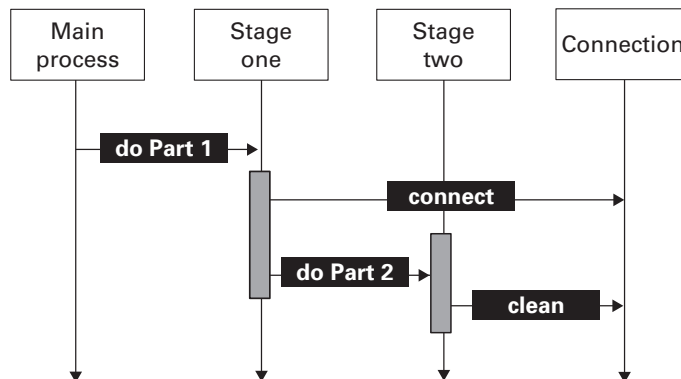 Main
process
Stage
one
Stage
two
Connection
do Part 1
connect
do Part 2
clean